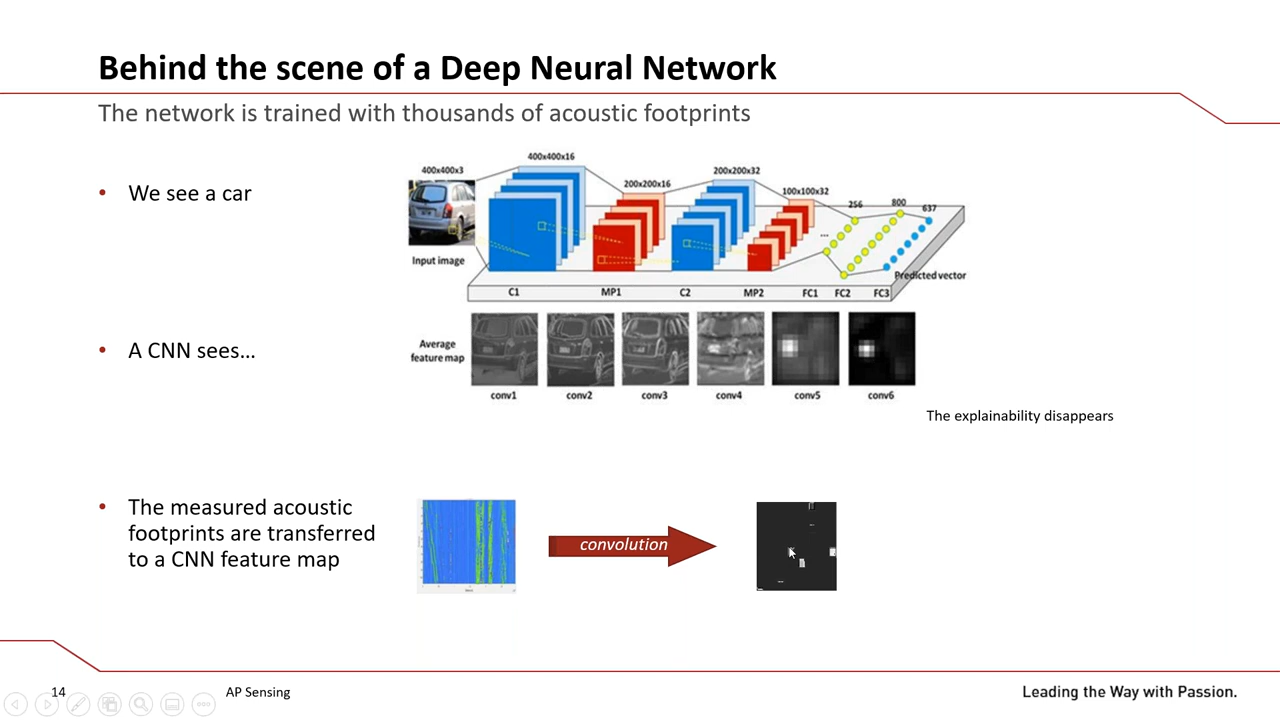 Behind the scene of a Deep Neural Network
The network is trained with thousands of acoustic footprints
• We see a car
400x400x3
400x400x16
200x200x16
200x200x32
100x100x32
...
256
800
637
Input image
Predicted vector
C1
MP1
C2
MP2
FC1
FC2
FC3
• A CNN sees...
Average
feature map
conv1
conv2
conv3
conv4
conv5
conv6
The explainability disappears
• The measured acoustic
footprints are transferred
to a CNN feature map
convolution
14
AP Sensing
Leading the Way with Passion.